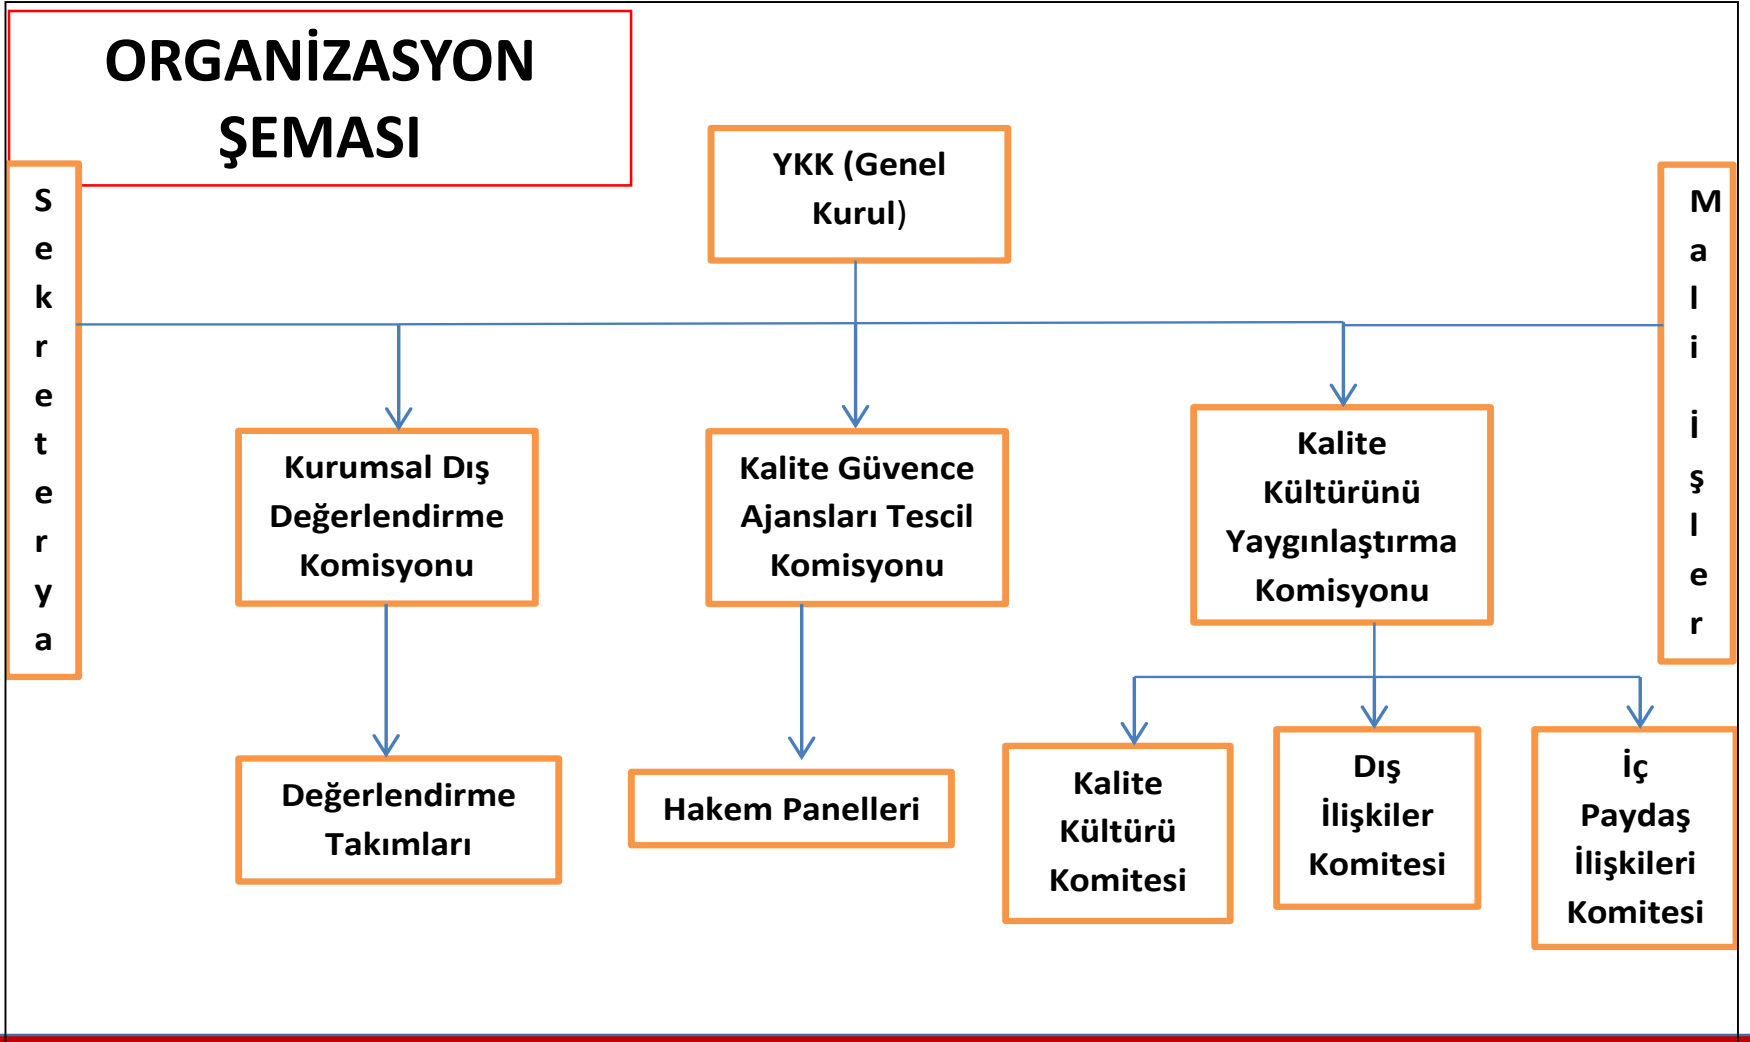 ORGANİZASYON
ŞEMASI
YKK (Genel
Kurul)
S
e
k
r
e
t
e
r
y
a
M
a
l
i
İ
ş
l
e
r
Kurumsal Dış
Değerlendirme
Komisyonu
Kalite Güvence
Ajansları Tescil
Komisyonu
Kalite
Kültürünü
Yaygınlaştırma
Komisyonu
Değerlendirme
Takımları
Hakem Panelleri
Kalite
Kültürü
Komitesi
Dış
İlişkiler
Komitesi
İç
Paydaş
İlişkileri
Komitesi